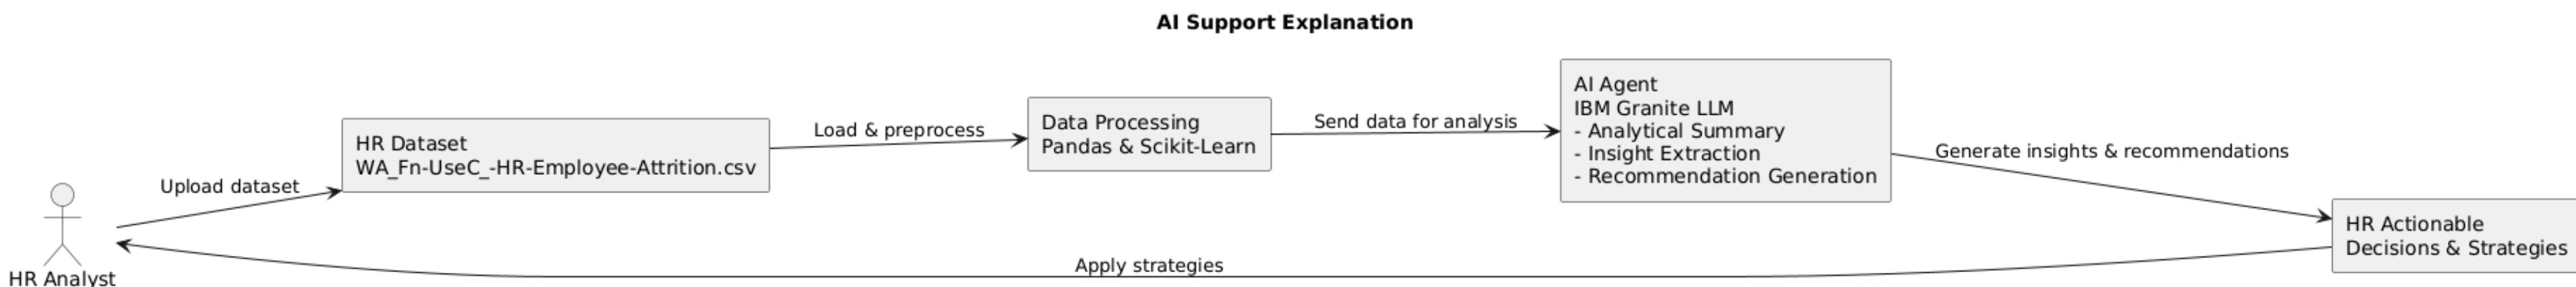 AI Support Explanation
HR Analyst
Upload dataset
HR Dataset
WA_Fn-UseC_-HR-Employee-Attrition.csv
Load & preprocess
Data Processing
Pandas & Scikit-Learn
Send data for analysis
AI Agent
IBM Granite LLM
- Analytical Summary
- Insight Extraction
- Recommendation Generation
Generate insights & recommendations
HR Actionable
Decisions & Strategies
Apply strategies